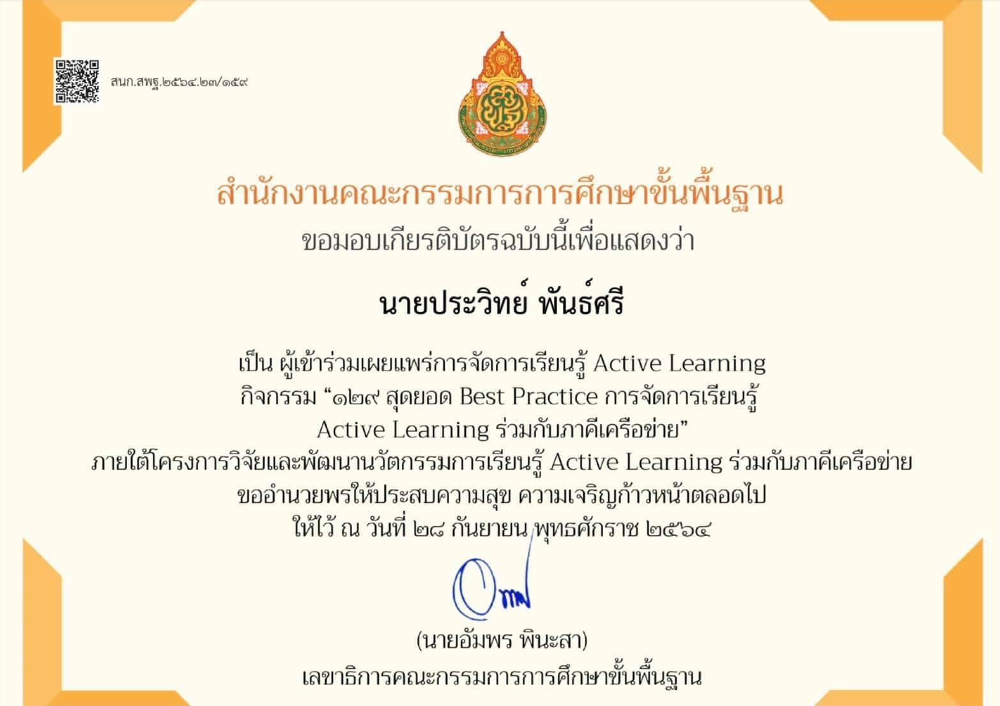 สนก.สพฐ.๒๕๖๔.๒๓/๑๕๙
สำนักงานคณะกรรมการการศึกษาขั้นพื้นฐาน
ขอมอบเกียรติบัตรฉบับนี้เพื่อแสดงว่า
นายประวิทย์ พันธ์ศรี
เป็น ผู้เข้าร่วมเผยแพร่การจัดการเรียนรู้ Active Learning
กิจกรรม “๑๒๙ สุดยอด Best Practice การจัดการเรียนรู้
Active Learning ร่วมกับภาคีเครือข่าย”
ภายใต้โครงการวิจัยและพัฒนานวัตกรรมการเรียนรู้ Active Learning ร่วมกับภาคีเครือข่าย
ขออำนวยพรให้ประสบความสุข ความเจริญก้าวหน้าตลอดไป
ให้ไว้ ณ วันที่ ๒๘ กันยายน พุทธศักราช ๒๕๖๔
(นายอัมพร พินะสา)
เลขาธิการคณะกรรมการการศึกษาขั้นพื้นฐาน